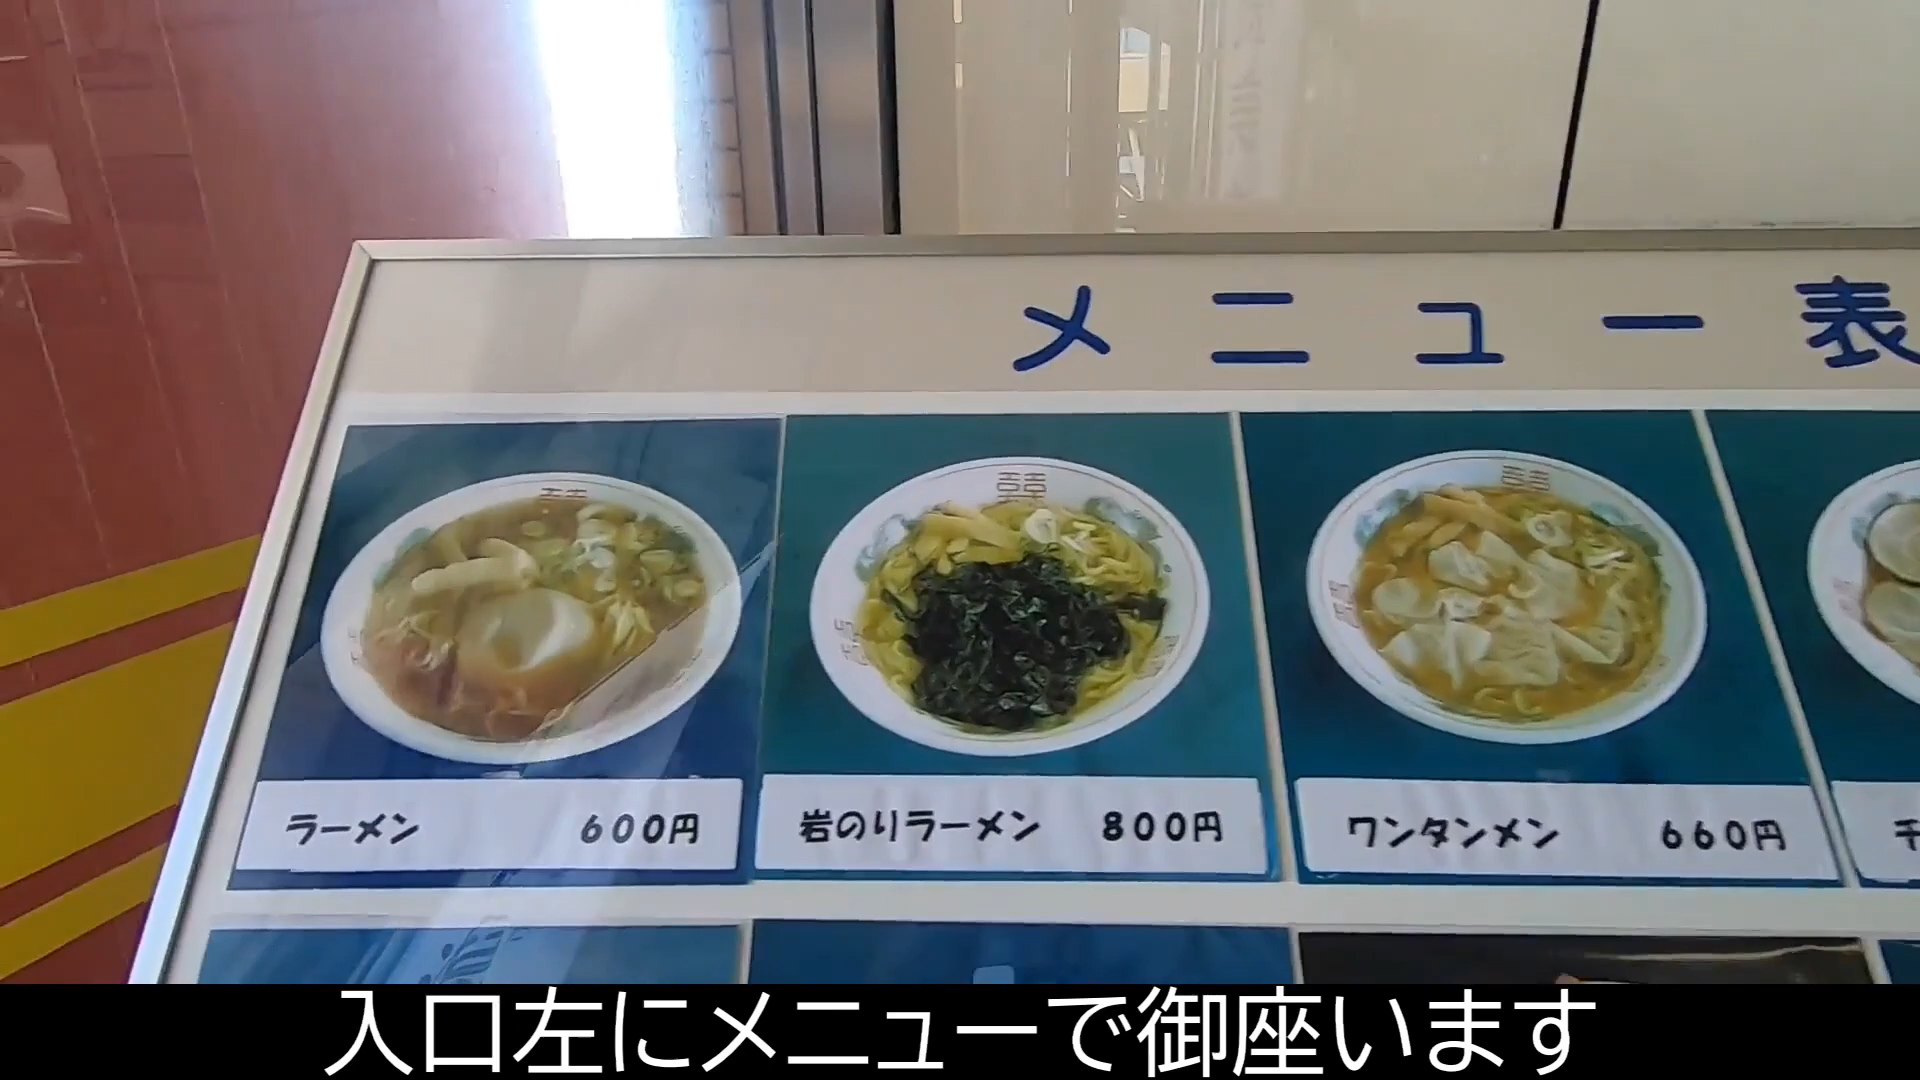 メニュー表
ラーメン 600円
岩のりラーメン 800円
ワンタンメン 660円
入口左にメニューで御座います